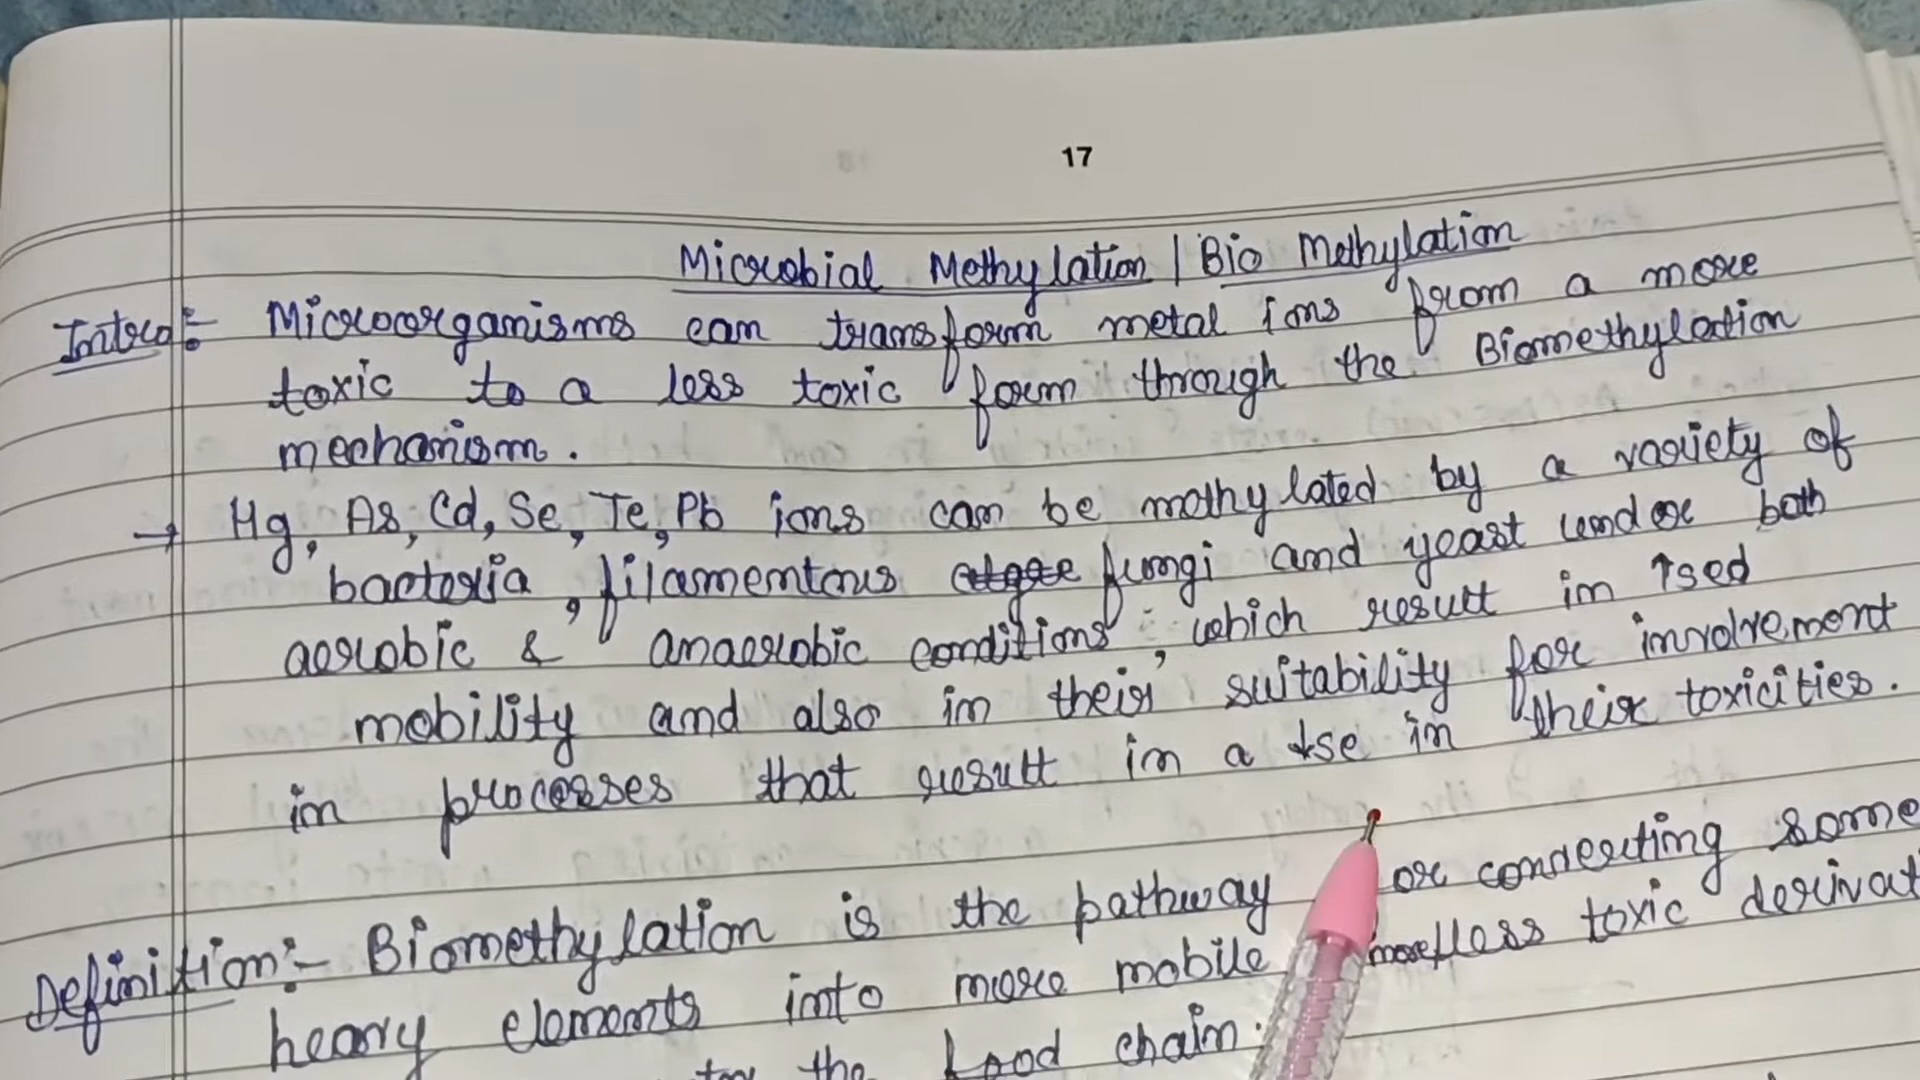 17
Microbial Methylation | Bio Methylation
Intro:- Microorganisms can transform metal ions from a more
toxic to a less toxic form through the Biomethylation
mechanism.
→ Hg, As, Cd, Se, Te, Pb ions can be methylated by a variety of
bacteria, filamentous fungi and yeast under both
aerobic & anaerobic conditions, which result in ↑sed
mobility and also in their suitability for involvement
in processes that result in a ↓se in their toxicities.
Definition:- Biomethylation is the pathway or converting some
heavy elements into more mobile more/less toxic derivat
the food chain.